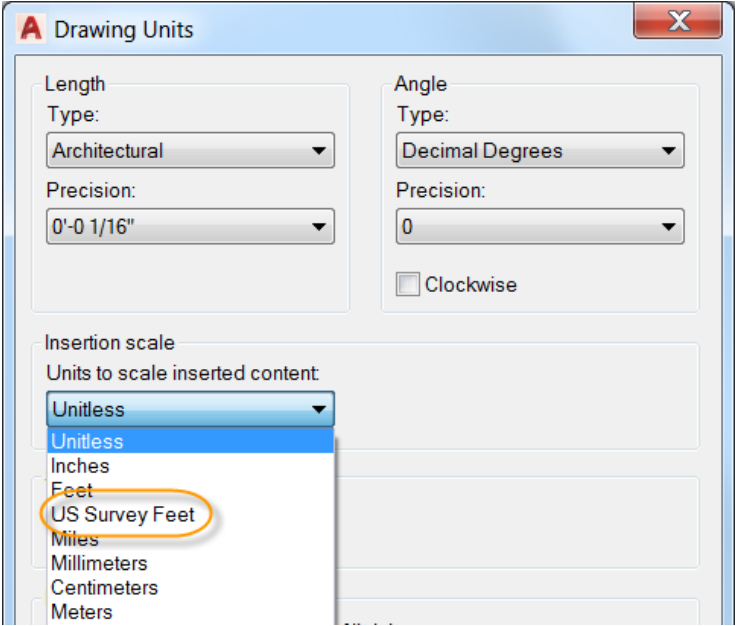 Drawing Units
Length
Type:
Architectural
Precision:
0'-0 1/16"
Angle
Type:
Decimal Degrees
Precision:
0
Clockwise
Insertion scale
Units to scale inserted content:
Unitless
Unitless
Inches
Feet
US Survey Feet
Miles
Millimeters
Centimeters
Meters